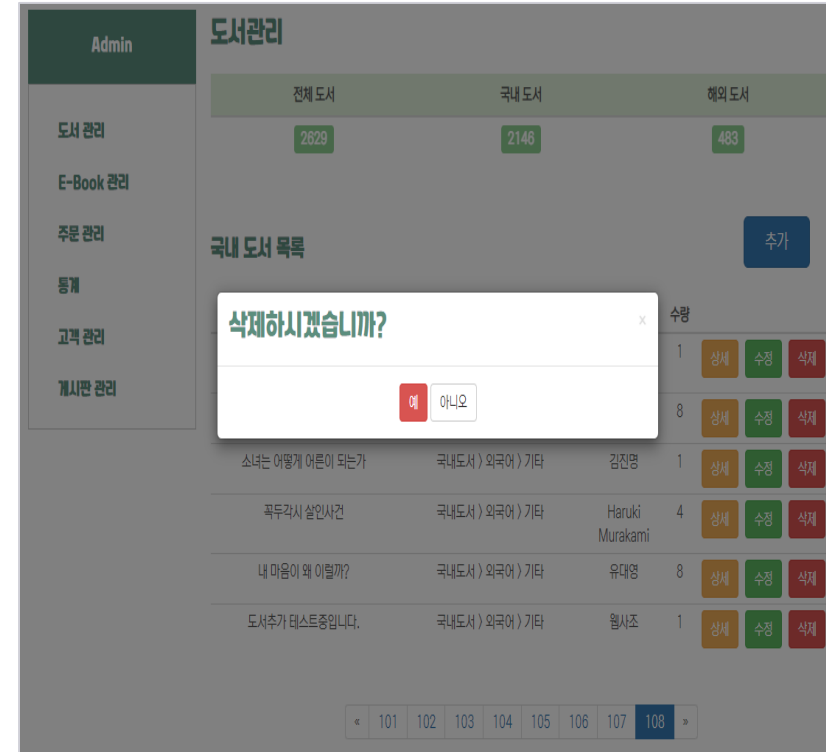 Admin
도서관리
전체 도서 국내 도서 해외 도서
2629 2146 483
도서 관리
E-Book 관리
주문 관리
통계
고객 관리
게시판 관리
국내 도서 목록
추가
삭제하시겠습니까? x
예 아니오
수량
1 상세 수정 삭제
8 상세 수정 삭제
소녀는 어떻게 어른이 되는가 국내도서 > 외국어 > 기타 김진명 1 상세 수정 삭제
꼭두각시 살인사건 국내도서 > 외국어 > 기타 Haruki Murakami 4 상세 수정 삭제
내 마음이 왜 이럴까? 국내도서 > 외국어 > 기타 유대영 8 상세 수정 삭제
도서추가 테스트중입니다. 국내도서 > 외국어 > 기타 웹사조 1 상세 수정 삭제
« 101 102 103 104 105 106 107 108 »